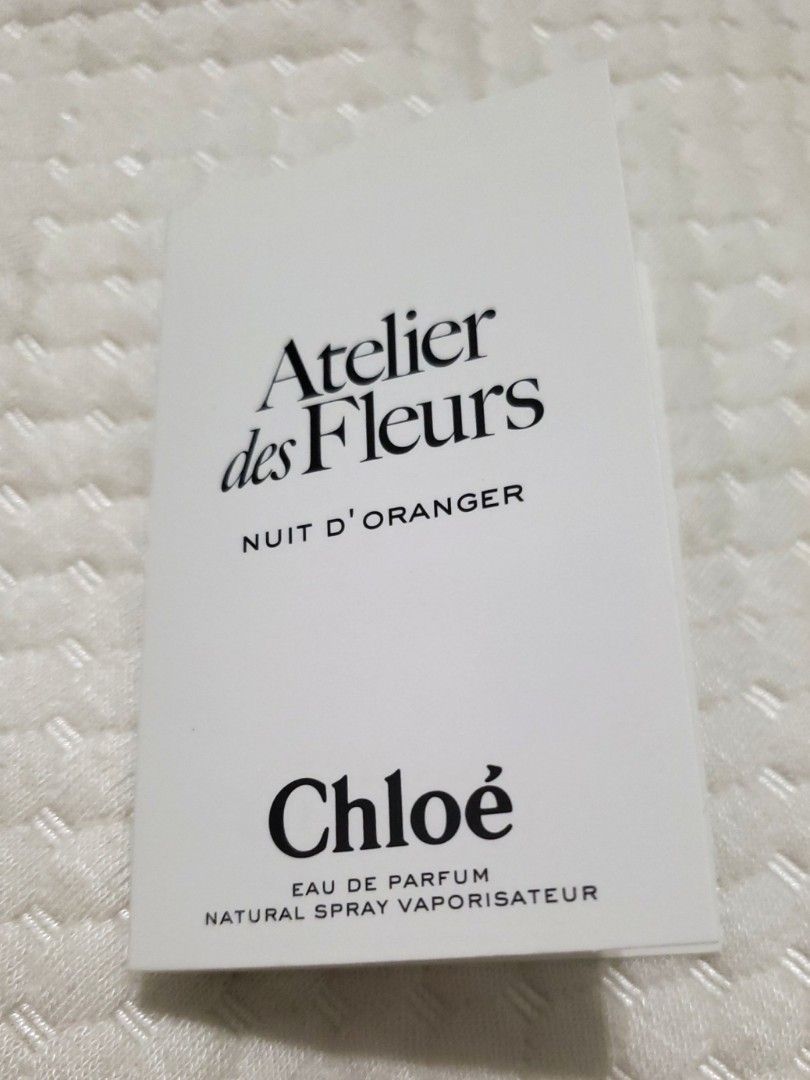 Atelier
des Fleurs
NUIT D'ORANGER
Chloé
EAU DE PARFUM
NATURAL SPRAY VAPORISATEUR